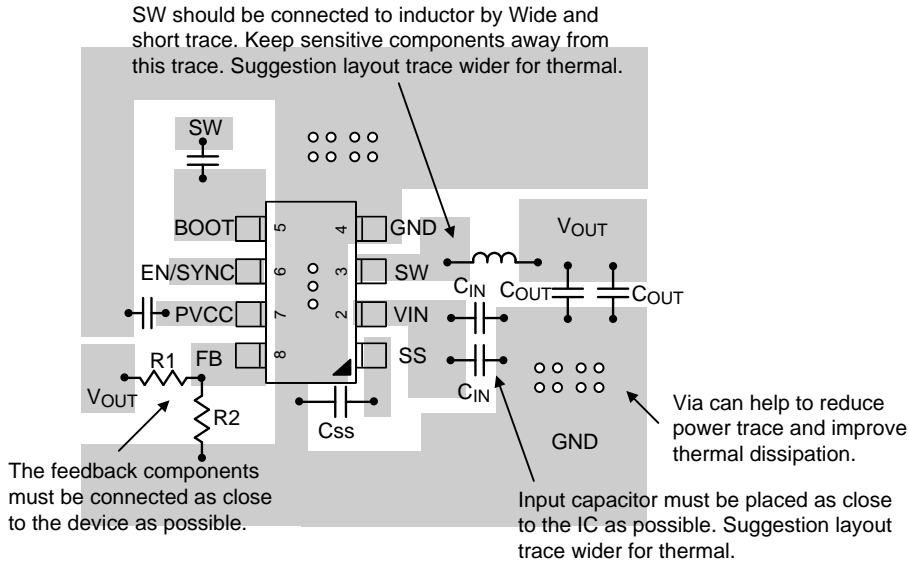 SW should be connected to inductor by Wide and
short trace. Keep sensitive components away from
this trace. Suggestion layout trace wider for thermal.
SW
BOOT
5
4
GND
VOUT
EN/SYNC
6
3
SW
CIN
COUT
COUT
PVCC
7
2
VIN
R1
FB
8
SS
VOUT
R2
CSS
CIN
GND
Via can help to reduce
power trace and improve
thermal dissipation.
The feedback components
must be connected as close
to the device as possible.
Input capacitor must be placed as close
to the IC as possible. Suggestion layout
trace wider for thermal.